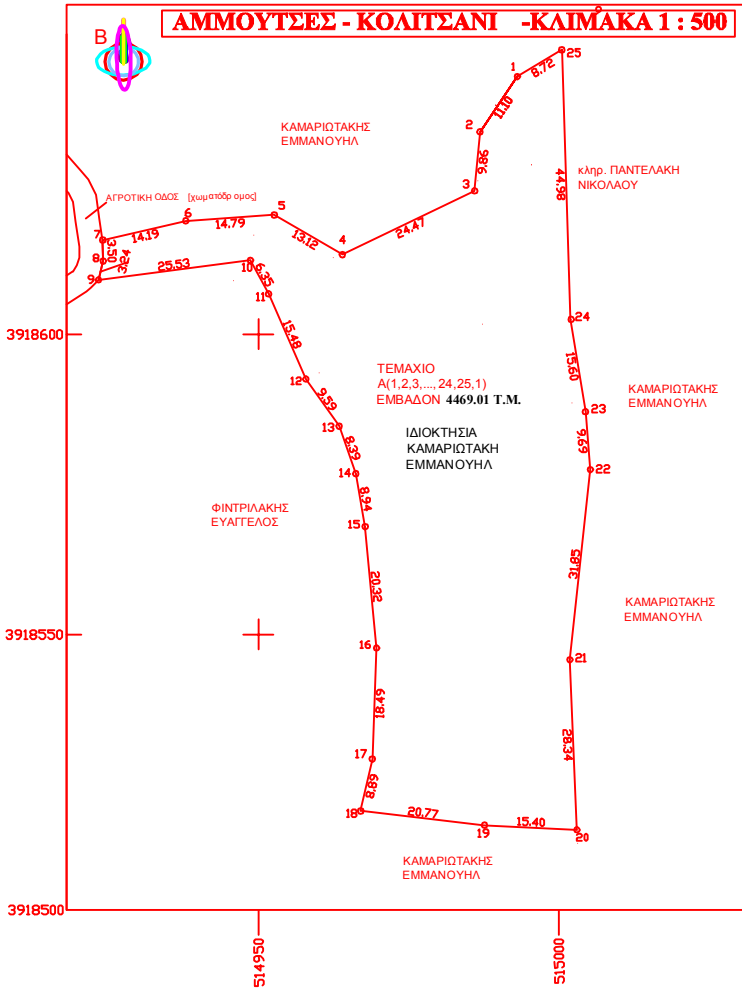 ΑΜΜΟΥΤΣΕΣ - ΚΟΛΙΤΣΑΝΙ -ΚΛΙΜΑΚΑ 1 : 500
Β
25
1
8.72
11.10
2
9.86
3
ΚΑΜΑΡΙΩΤΑΚΗΣ
ΕΜΜΑΝΟΥΗΛ
44.98
κληρ. ΠΑΝΤΕΛΑΚΗ
ΝΙΚΟΛΑΟΥ
ΑΓΡΟΤΙΚΗ ΟΔΟΣ [χωματόδρομος]
5
6
14.79
14.19
7
13.12
4
24.47
3.50
8
3.24
9
25.53
10
6.35
11
3918600
24
15.48
15.60
12
ΤΕΜΑΧΙΟ
Α(1,2,3,...,24,25,1)
ΕΜΒΑΔΟΝ 4469.01 Τ.Μ.
ΚΑΜΑΡΙΩΤΑΚΗΣ
ΕΜΜΑΝΟΥΗΛ
9.59
23
13
ΙΔΙΟΚΤΗΣΙΑ
ΚΑΜΑΡΙΩΤΑΚΗ
ΕΜΜΑΝΟΥΗΛ
8.39
9.69
14
22
8.94
ΦΙΝΤΡΙΛΑΚΗΣ
ΕΥΑΓΓΕΛΟΣ
15
31.85
20.32
ΚΑΜΑΡΙΩΤΑΚΗΣ
ΕΜΜΑΝΟΥΗΛ
3918550
16
21
18.49
28.34
17
8.89
18
20.77
19
15.40
20
ΚΑΜΑΡΙΩΤΑΚΗΣ
ΕΜΜΑΝΟΥΗΛ
3918500
514950
515000